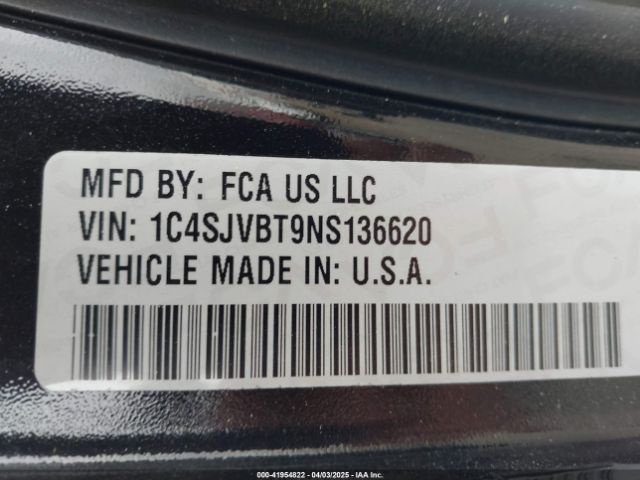 MFD BY: FCA US LLC
VIN: 1C4SJVBT9NS136620
VEHICLE MADE IN: U.S.A.
000-41954822 - 04/03/2025 - IAA Inc.